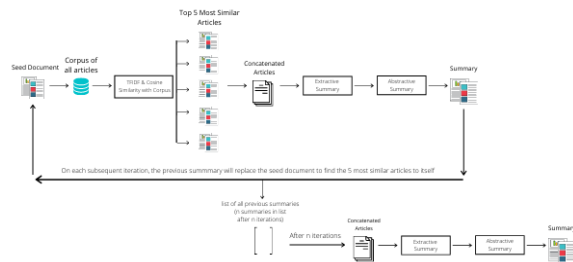 Top 5 Most Similar
Articles
Seed Document
Corpus of
all articles
TFIDF & Cosine
Similarity with Corpus
Concatenated
Articles
Extractive
Summary
Abstractive
Summary
Summary
On each subsequent iteration, the previous summmary will replace the seed document to find the 5 most similar articles to itself
list of all previous summaries
(n summaries in list
after n iterations)
[ ]
After n iterations
Concatenated
Articles
Extractive
Summary
Abstractive
Summary
Summary